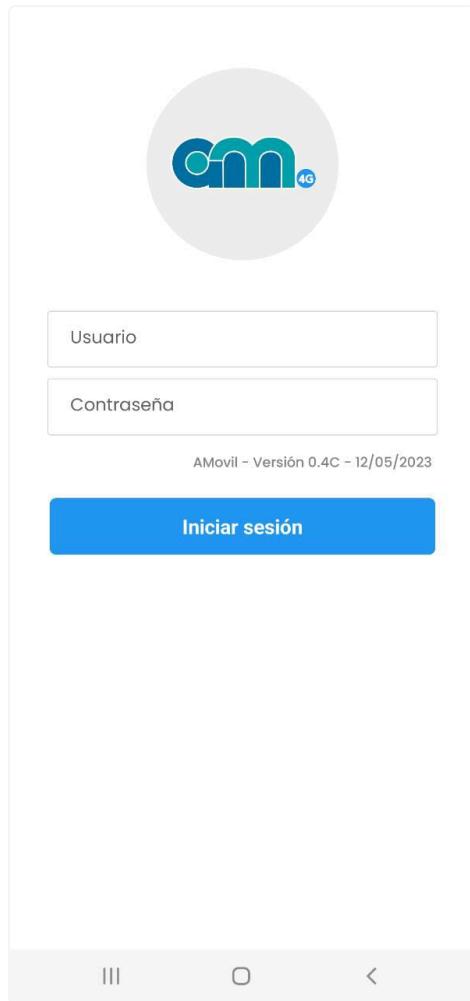 am
4G
Usuario
Contraseña
AMovil - Versión 0.4C - 12/05/2023
Iniciar sesión